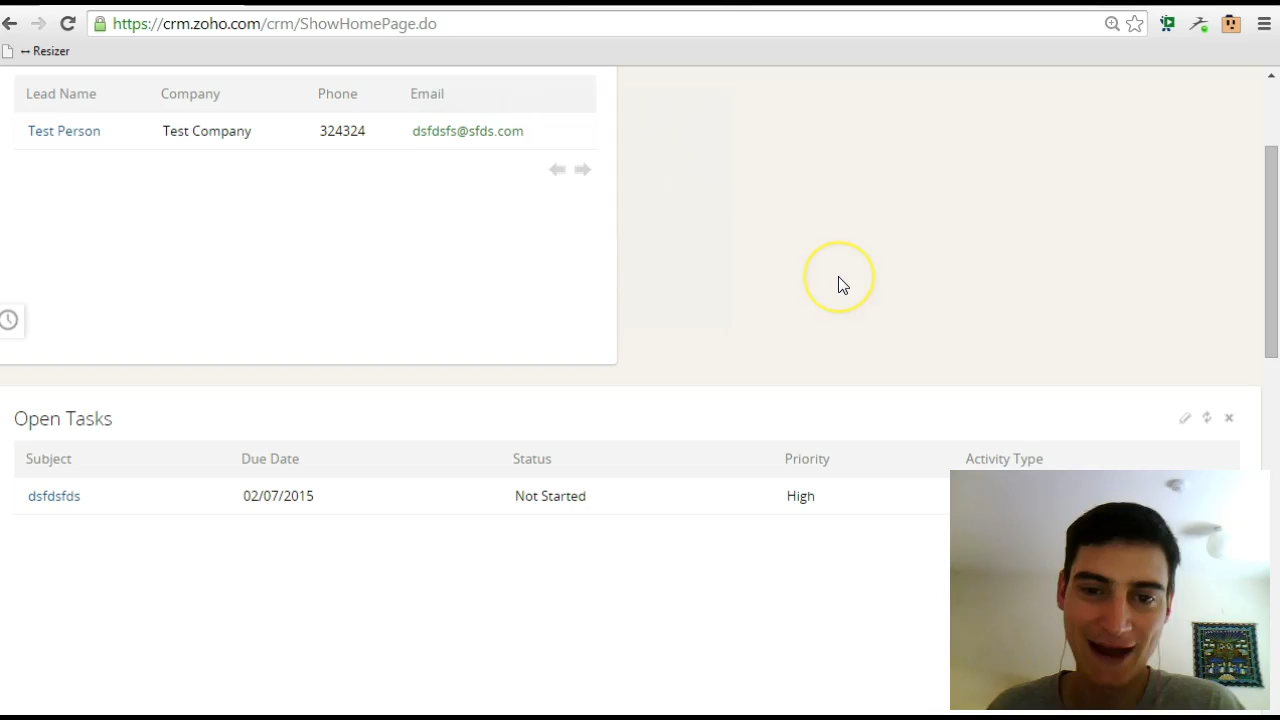 https://crm.zoho.com/crm/ShowHomePage.do
↔ Resizer
Lead Name Company Phone Email
Test Person Test Company 324324 dsfdsfs@sfds.com
Open Tasks
Subject Due Date Status Priority Activity Type
dsfdsfds 02/07/2015 Not Started High